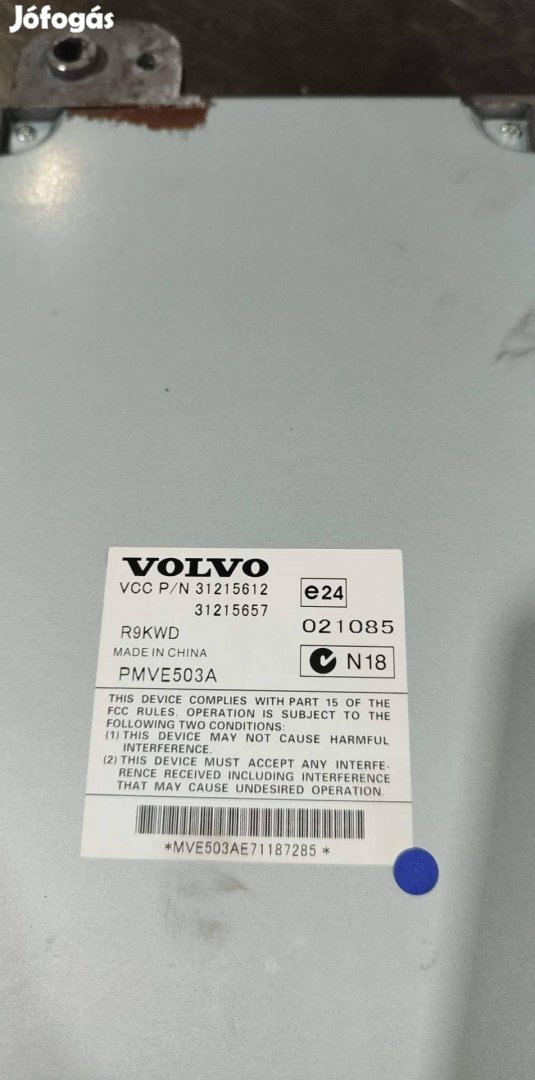 Jófogás
VOLVO
VCC P/N 31215612
31215657
e24
R9KWD
021085
MADE IN CHINA
N18
PMVE503A
THIS DEVICE COMPLIES WITH PART 15 OF THE
FCC RULES. OPERATION IS SUBJECT TO THE
FOLLOWING TWO CONDITIONS:
(1) THIS DEVICE MAY NOT CAUSE HARMFUL
INTERFERENCE.
(2) THIS DEVICE MUST ACCEPT ANY INTERFE-
RENCE RECEIVED INCLUDING INTERFERENCE
THAT MAY CAUSE UNDESIRED OPERATION.
*MVE503AE71187285 *